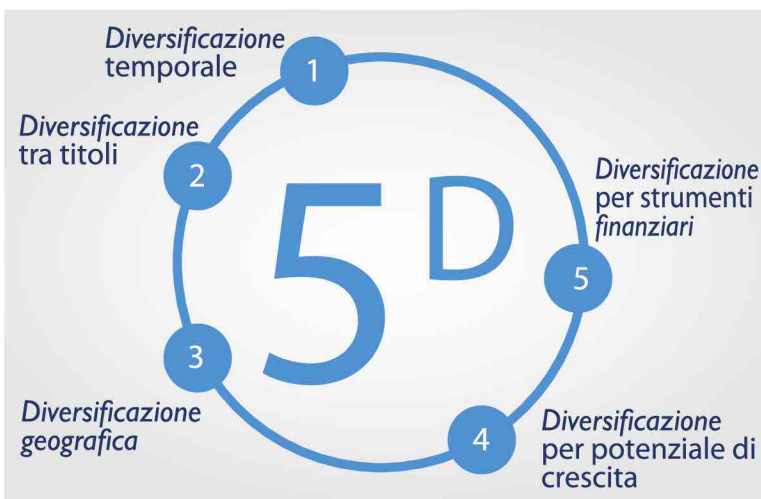 Diversificazione
temporale
1
Diversificazione
tra titoli
2
3
Diversificazione
geografica
4
Diversificazione
per potenziale di
crescita
5
Diversificazione
per strumenti
finanziari
5 D